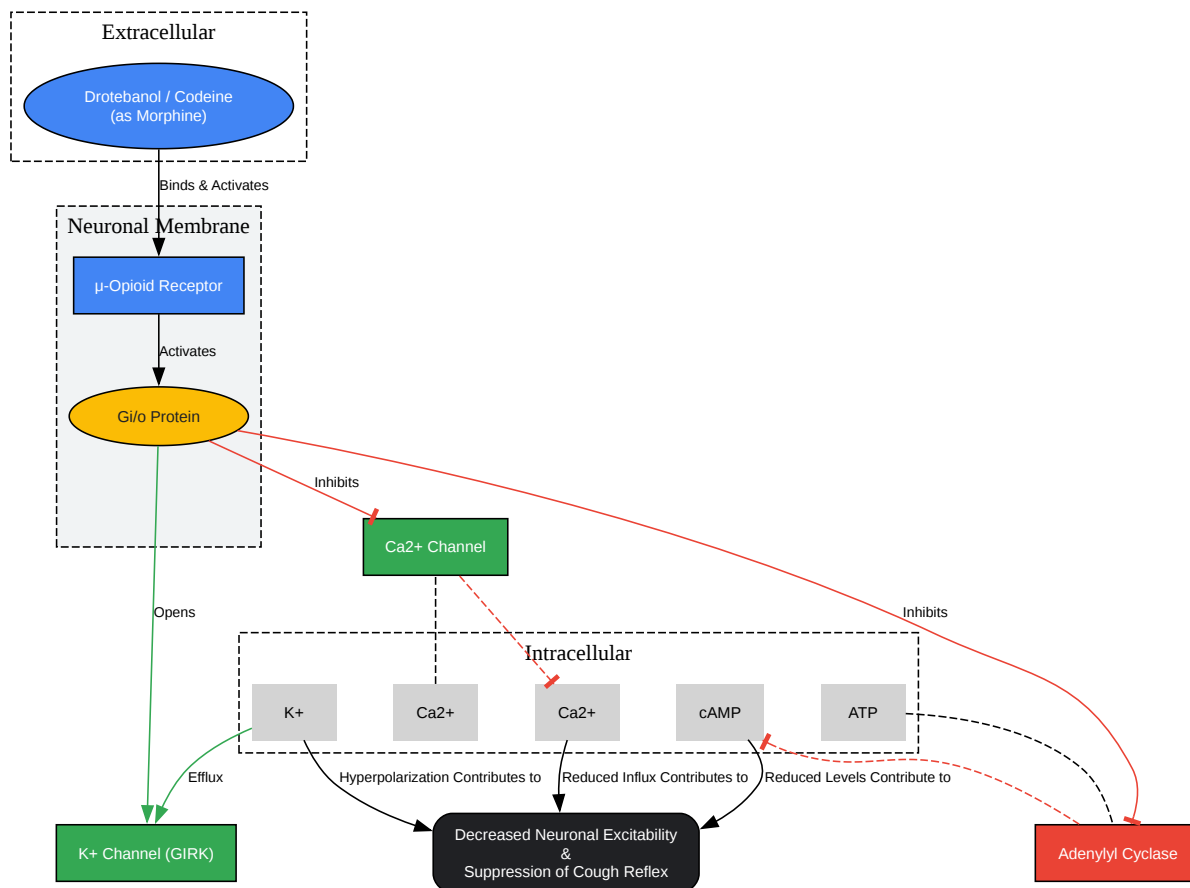 Extracellular
Drotebanol / Codeine
(as Morphine)
Binds & Activates
Neuronal Membrane
μ-Opioid Receptor
Activates
Gi/o Protein
Inhibits
Ca2+ Channel
Opens
Inhibits
Intracellular
K+
Ca2+
Ca2+
cAMP
ATP
Efflux
Hyperpolarization Contributes to
Reduced Influx Contributes to
Reduced Levels Contribute to
K+ Channel (GIRK)
Decreased Neuronal Excitability
&
Suppression of Cough Reflex
Adenylyl Cyclase